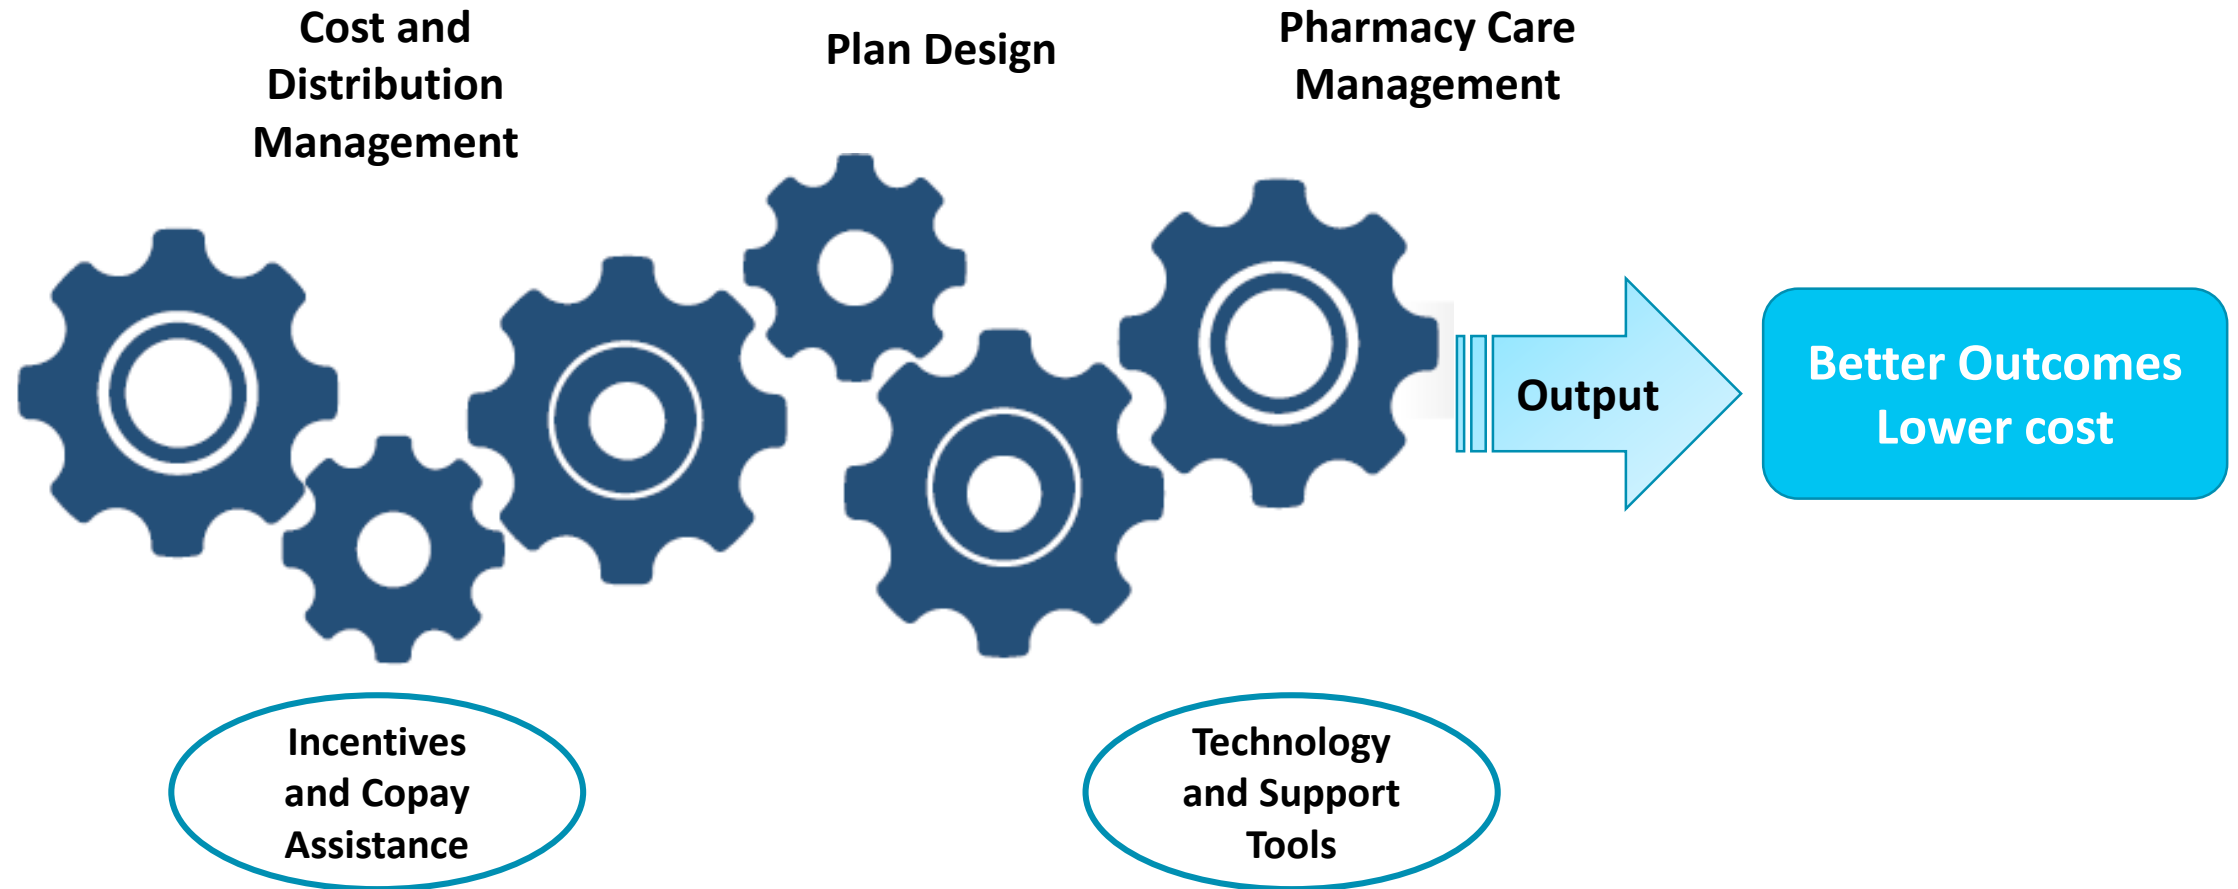 Cost and
Distribution
Management
Plan Design
Pharmacy Care
Management
Output
Better Outcomes
Lower cost
Incentives
and Copay
Assistance
Technology
and Support
Tools